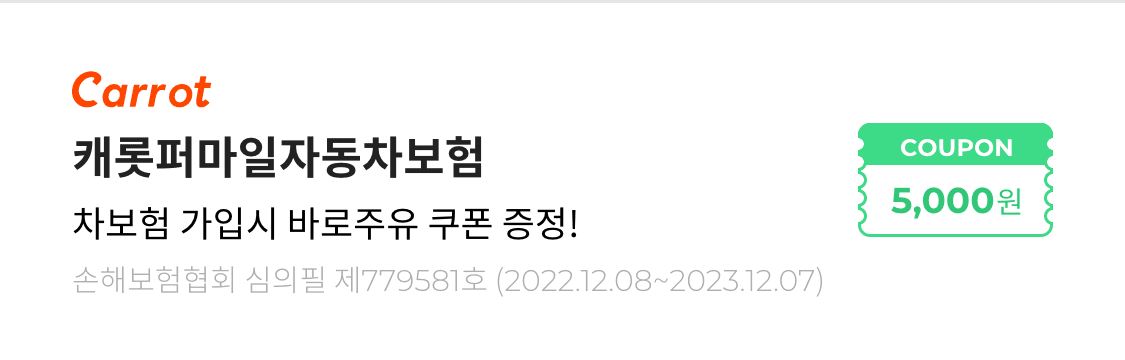 Carrot
캐롯퍼마일자동차보험
차보험 가입시 바로주유 쿠폰 증정!
손해보험협회 심의필 제779581호 (2022.12.08~2023.12.07)
COUPON
5,000원